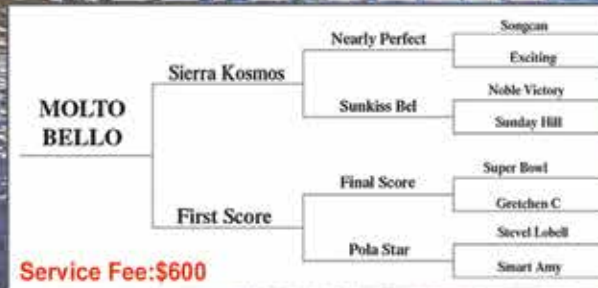 Songcan
Nearly Perfect
Exciting
Sierra Kosmos
Noble Victory
Sunkiss Bel
Sunday Hill
MOLTO
BELLO
Super Bowl
Final Score
Gretchen C
First Score
Stevel Lobell
Pola Star
Smart Amy
Service Fee:$600